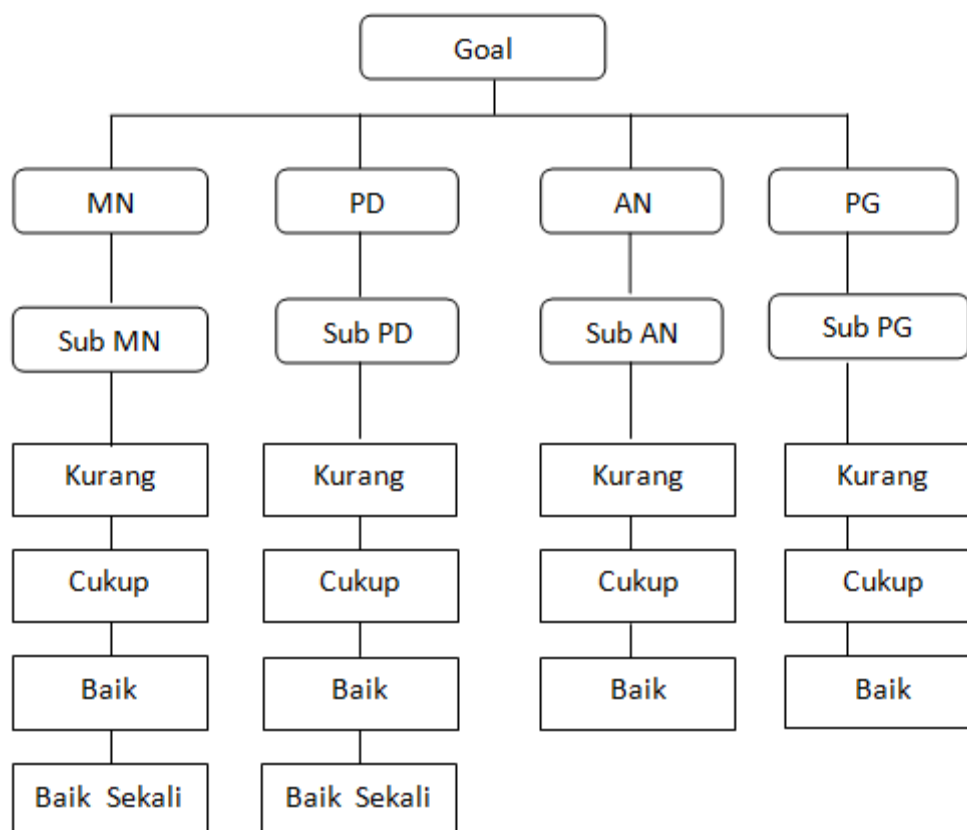 Goal
MN
PD
AN
PG
Sub MN
Sub PD
Sub AN
Sub PG
Kurang
Kurang
Kurang
Kurang
Cukup
Cukup
Cukup
Cukup
Baik
Baik
Baik
Baik
Baik Sekali
Baik Sekali